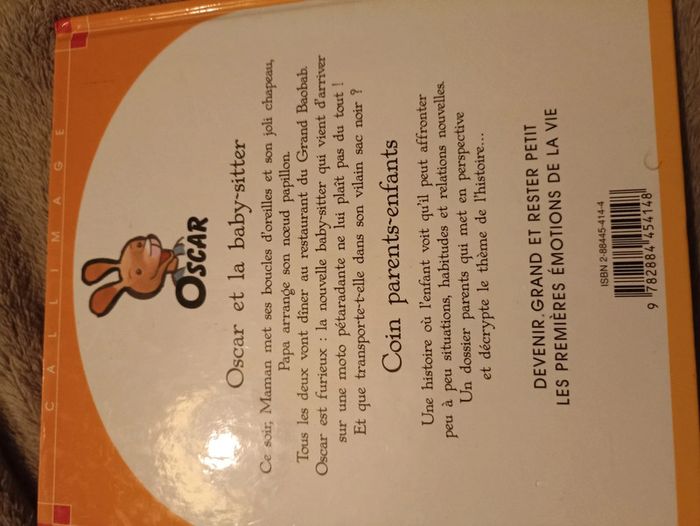 CALLIMAGE
OSCAR
Oscar et la baby-sitter
Ce soir, Maman met ses boucles d'oreilles et son joli chapeau,
Papa arrange son nœud papillon.
Tous les deux vont dîner au restaurant du Grand Baobab.
Oscar est furieux : la nouvelle baby-sitter qui vient d'arriver
sur une moto pétaradante ne lui plaît pas du tout !
Et que transporte-t-elle dans son vilain sac noir ?
Coin parents-enfants
Une histoire où l'enfant voit qu'il peut affronter
peu à peu situations, habitudes et relations nouvelles.
Un dossier parents qui met en perspective
et décrypte le thème de l'histoire...
DEVENIR GRAND ET RESTER PETIT
LES PREMIÈRES ÉMOTIONS DE LA VIE
ISBN 2-88445-414-4
9 782884 454148